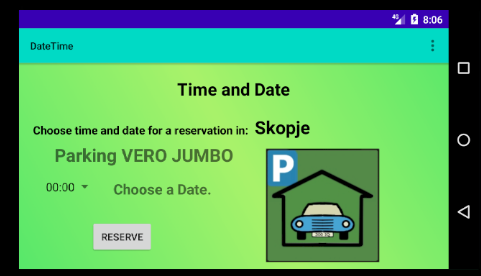 4G 8:06
DateTime
Time and Date
Choose time and date for a reservation in: Skopje
Parking VERO JUMBO
P
00:00
Choose a Date.
RESERVE